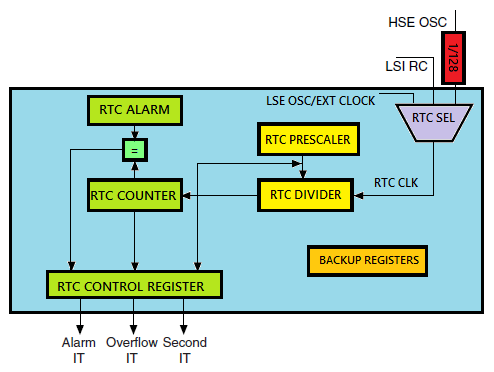 HSE OSC
1/128
LSI RC
LSE OSC/EXT CLOCK
RTC SEL
RTC ALARM
=
RTC PRESCALER
RTC COUNTER
RTC DIVIDER
RTC CLK
BACKUP REGISTERS
RTC CONTROL REGISTER
Alarm IT
Overflow IT
Second IT